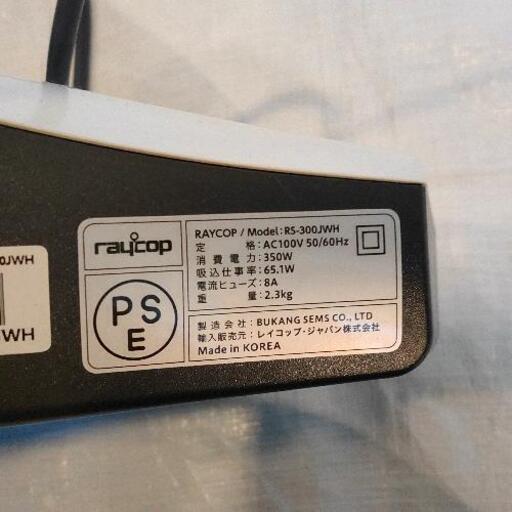 0JWH
WH
raycop
PS
E
RAYCOP / Model: RS-300JWH
定格：AC100V 50/60Hz
消費電力：350W
吸込仕事率：65.1W
電流ヒューズ：8A
重量：2.3kg
製造会社：BUKANG SEMS CO., LTD
輸入販売元：レイコップ・ジャパン株式会社
Made in KOREA